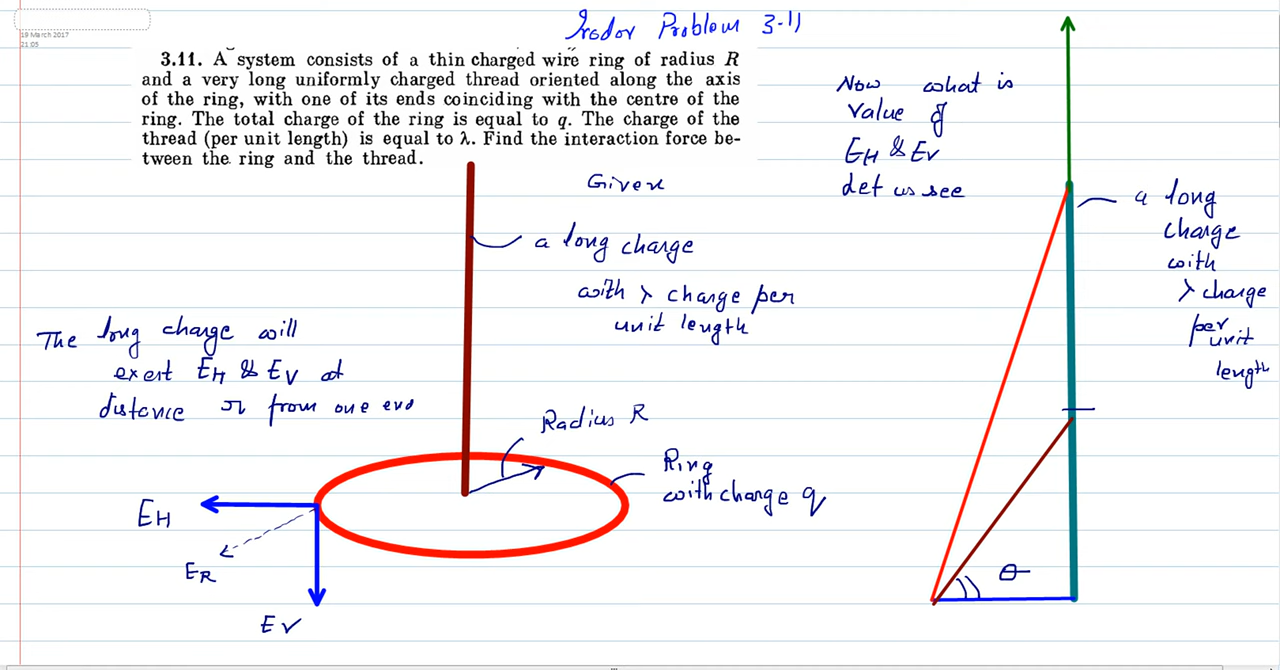 Irodov Problem 3-11
19 March 2017
21:05
3.11. A system consists of a thin charged wire ring of radius R
and a very long uniformly charged thread oriented along the axis
of the ring, with one of its ends coinciding with the centre of the
ring. The total charge of the ring is equal to q. The charge of the
thread (per unit length) is equal to λ. Find the interaction force be-
tween the ring and the thread.
Given
a long charge
with λ charge per
unit length
The long charge will
exert EH & EV at
distance r from one end
Radius R
Ring
with charge q
EH
ER
EV
Now what is
value of
EH & EV
Let us see
a long
charge
with
λ charge
per
unit
length
θ